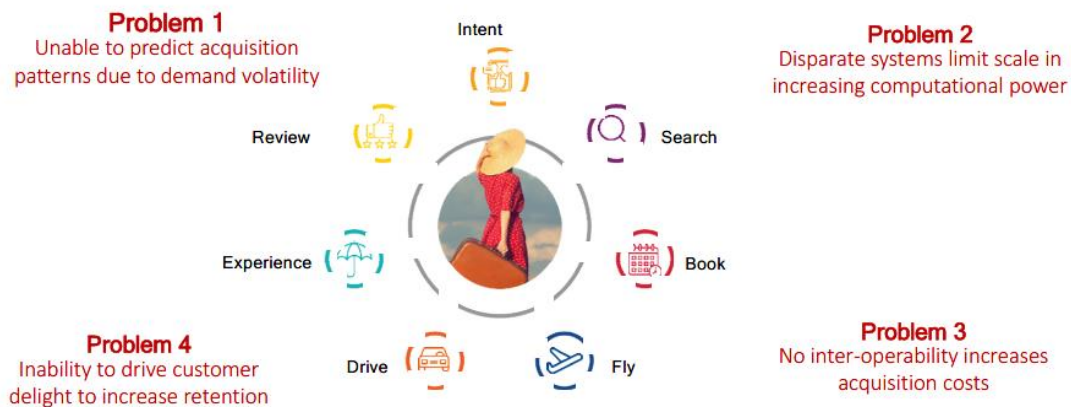 Problem 1
Unable to predict acquisition
patterns due to demand volatility
Intent
Problem 2
Disparate systems limit scale in
increasing computational power
Review
Search
Experience
Book
Problem 4
Inability to drive customer
delight to increase retention
Drive
Fly
Problem 3
No inter-operability increases
acquisition costs